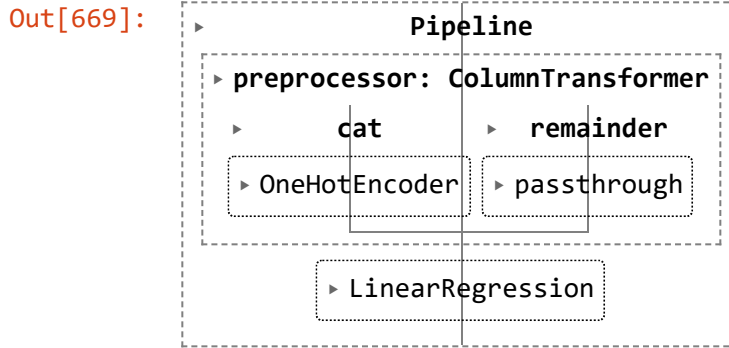 Out[669]:
Pipeline
preprocessor: ColumnTransformer
cat
remainder
OneHotEncoder
passthrough
LinearRegression